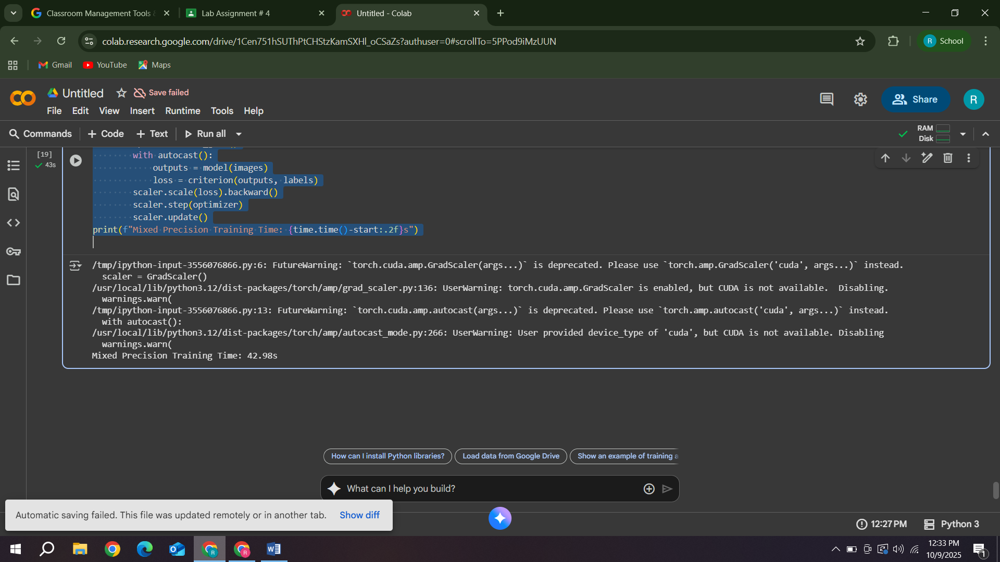 Classroom Management Tools &
Lab Assignment # 4
Untitled - Colab
colab.research.google.com/drive/1Cen751hSUThPtCHStzKamSXHl_oCSaZs?authuser=0#scrollTo=5PPod9iMzUUN
R School
Gmail YouTube Maps
Untitled Save failed
Share R
File Edit View Insert Runtime Tools Help
Commands + Code + Text Run all
RAM
Disk
[19]
43s
with autocast():
outputs = model(images)
loss = criterion(outputs, labels)
scaler.scale(loss).backward()
scaler.step(optimizer)
scaler.update()
print(f"Mixed Precision Training Time: {time.time()-start:.2f}s")
/tmp/ipython-input-3556076866.py:6: FutureWarning: `torch.cuda.amp.GradScaler(args...)` is deprecated. Please use `torch.amp.GradScaler('cuda', args...)` instead.
scaler = GradScaler()
/usr/local/lib/python3.12/dist-packages/torch/amp/grad_scaler.py:136: UserWarning: torch.cuda.amp.GradScaler is enabled, but CUDA is not available.  Disabling.
warnings.warn(
/tmp/ipython-input-3556076866.py:13: FutureWarning: `torch.cuda.amp.autocast(args...)` is deprecated. Please use `torch.amp.autocast('cuda', args...)` instead.
with autocast():
/usr/local/lib/python3.12/dist-packages/torch/amp/autocast_mode.py:266: UserWarning: User provided device_type of 'cuda', but CUDA is not available. Disabling
warnings.warn(
Mixed Precision Training Time: 42.98s
How can I install Python libraries? Load data from Google Drive Show an example of training a
What can I help you build?
Automatic saving failed. This file was updated remotely or in another tab. Show diff
12:27 PM Python 3
12:33 PM
10/9/2025
1